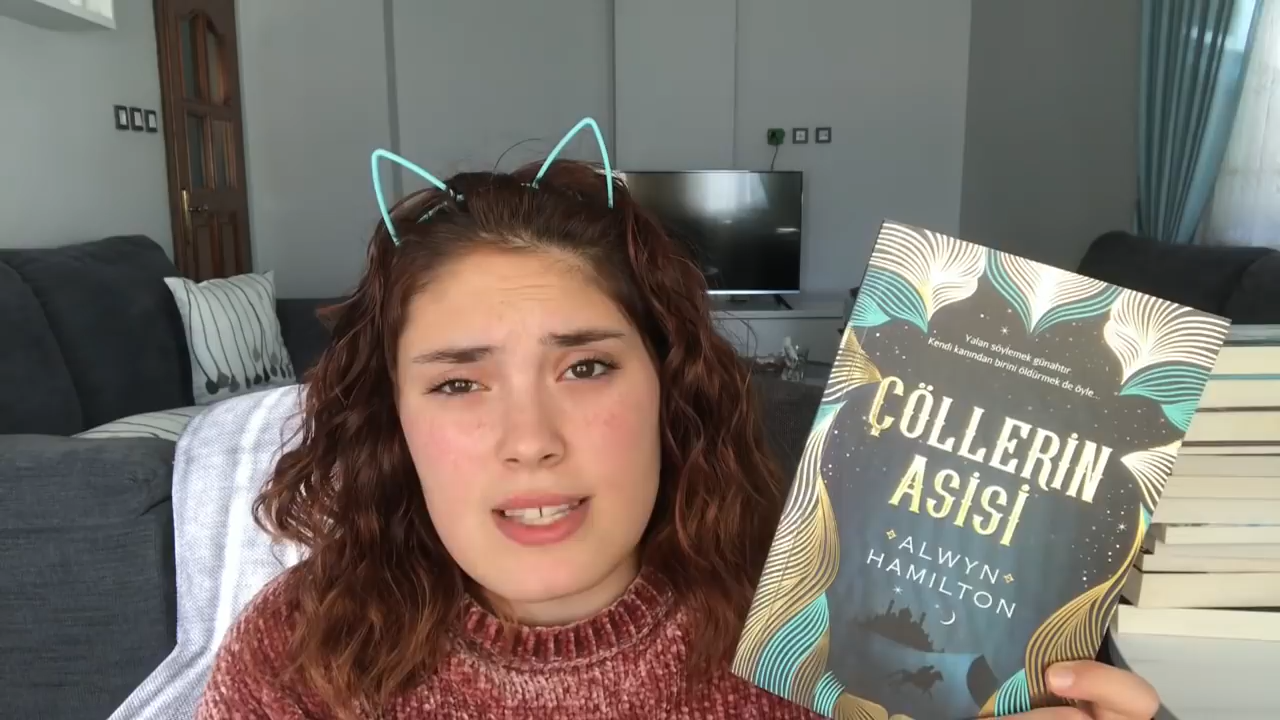 Yalan söylemek günahtır
Kendi kanından birini öldürmek de öyle...
ÇÖLLERİN
ASİSİ
ALWYN
HAMILTON